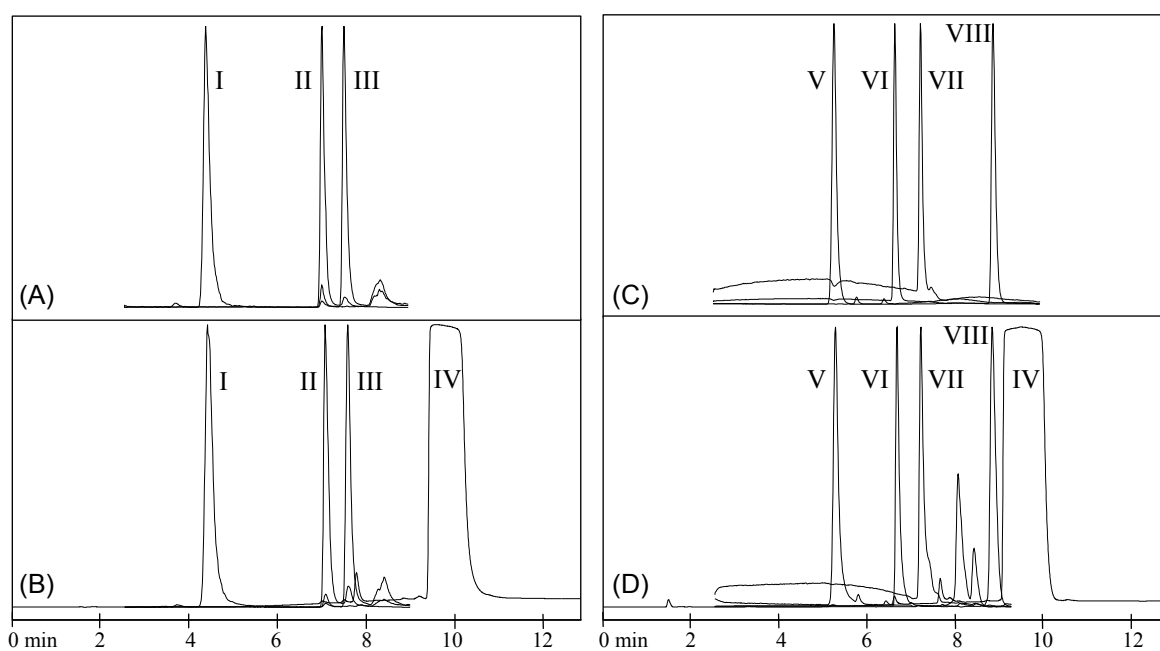 I II III
(A)
I II III IV
(B)
0 min 2 4 6 8 10 12
V VI VII VIII
(C)
V VI VII VIII IV
(D)
0 min 2 4 6 8 10 12